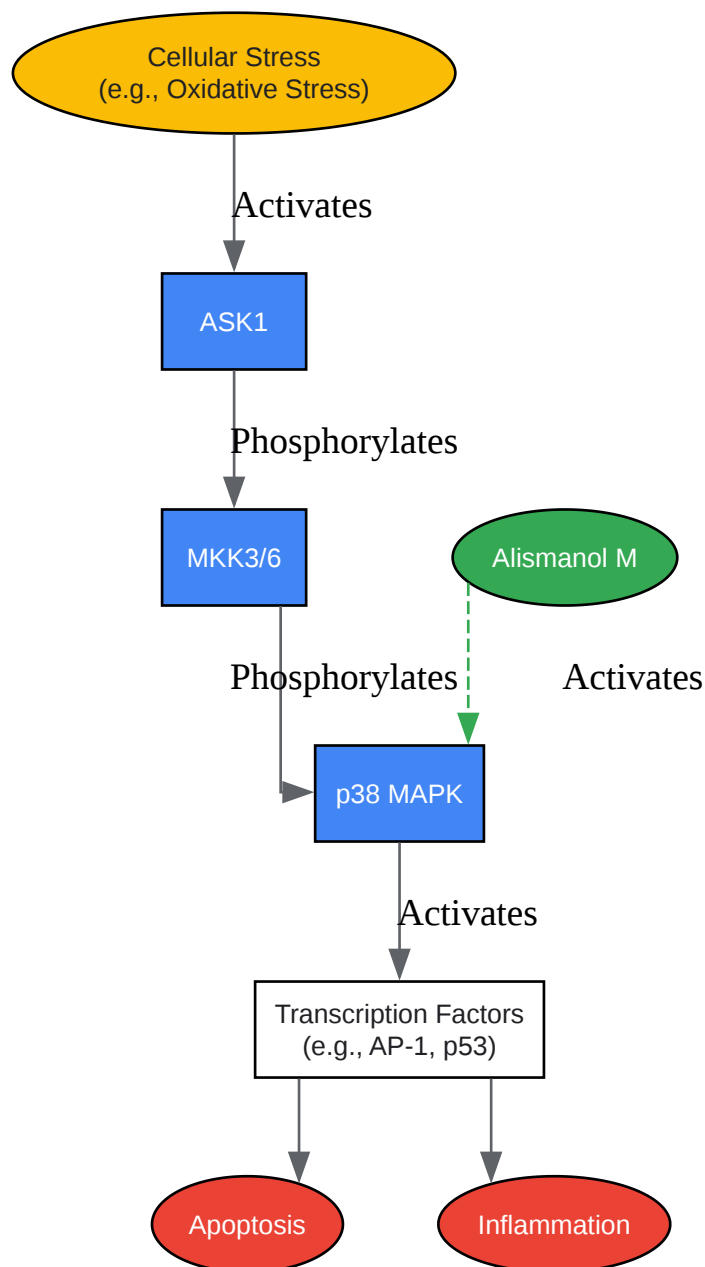 Cellular Stress
(e.g., Oxidative Stress)
Activates
ASK1
Phosphorylates
MKK3/6
Alismanol M
Phosphorylates
Activates
p38 MAPK
Activates
Transcription Factors
(e.g., AP-1, p53)
Apoptosis
Inflammation